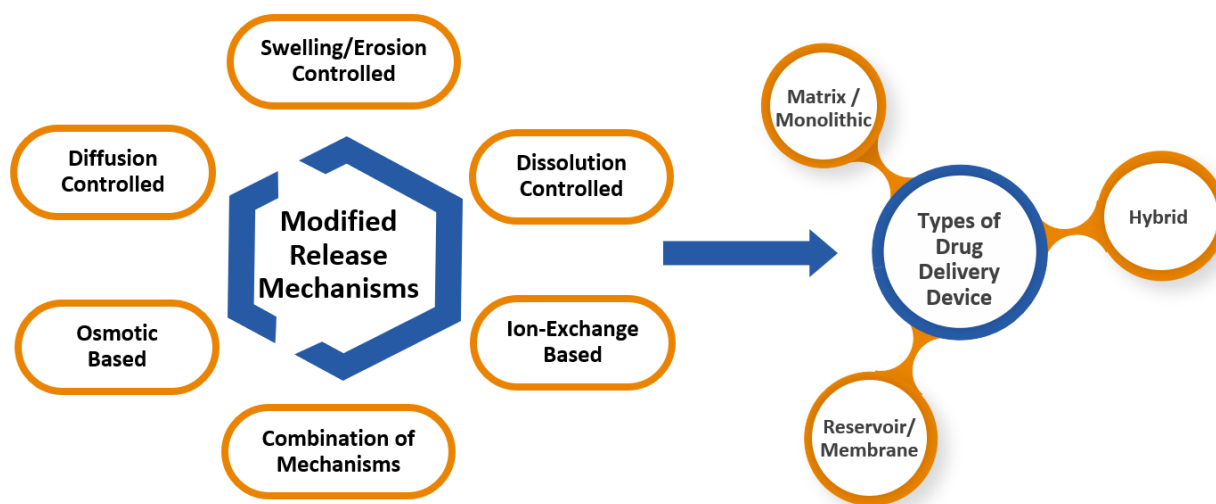 Swelling/Erosion
Controlled
Diffusion
Controlled
Dissolution
Controlled
Modified
Release
Mechanisms
Osmotic
Based
Ion-Exchange
Based
Combination of
Mechanisms
Matrix /
Monolithic
Types of
Drug
Delivery
Device
Hybrid
Reservoir/
Membrane